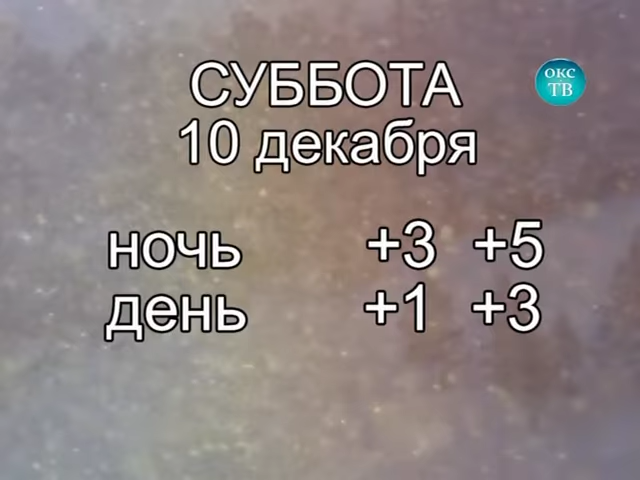 СУББОТА
ОКС
ТВ
10 декабря
ночь +3 +5
день +1 +3